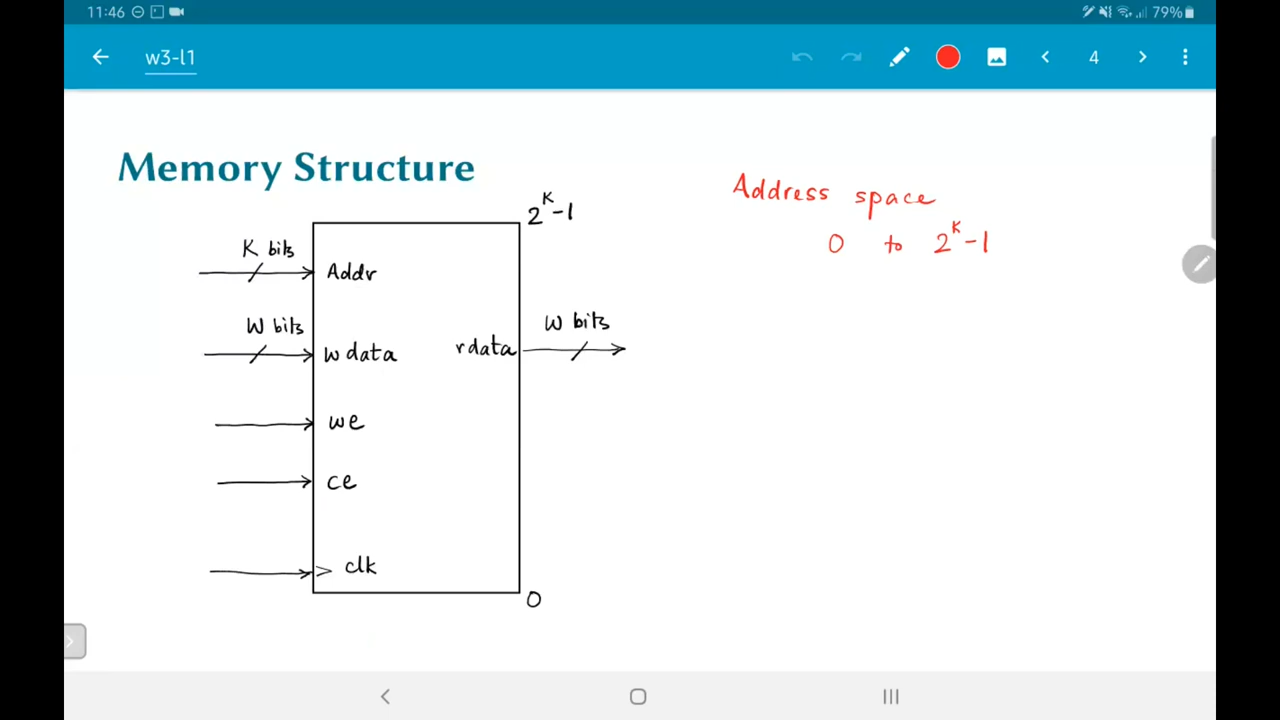 11:46
79%
w3-l1
4
Memory Structure
2^K-1
K bits
Addr
W bits
w data
we
ce
> clk
rdata
W bits
0
Address space
0 to 2^K-1